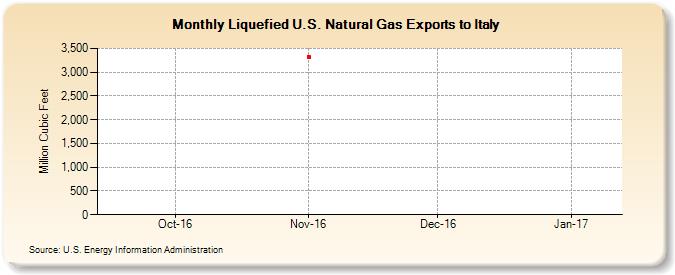 Monthly Liquefied U.S. Natural Gas Exports to Italy
Million Cubic Feet
3,500
3,000
2,500
2,000
1,500
1,000
500
0
Oct-16
Nov-16
Dec-16
Jan-17
Source: U.S. Energy Information Administration